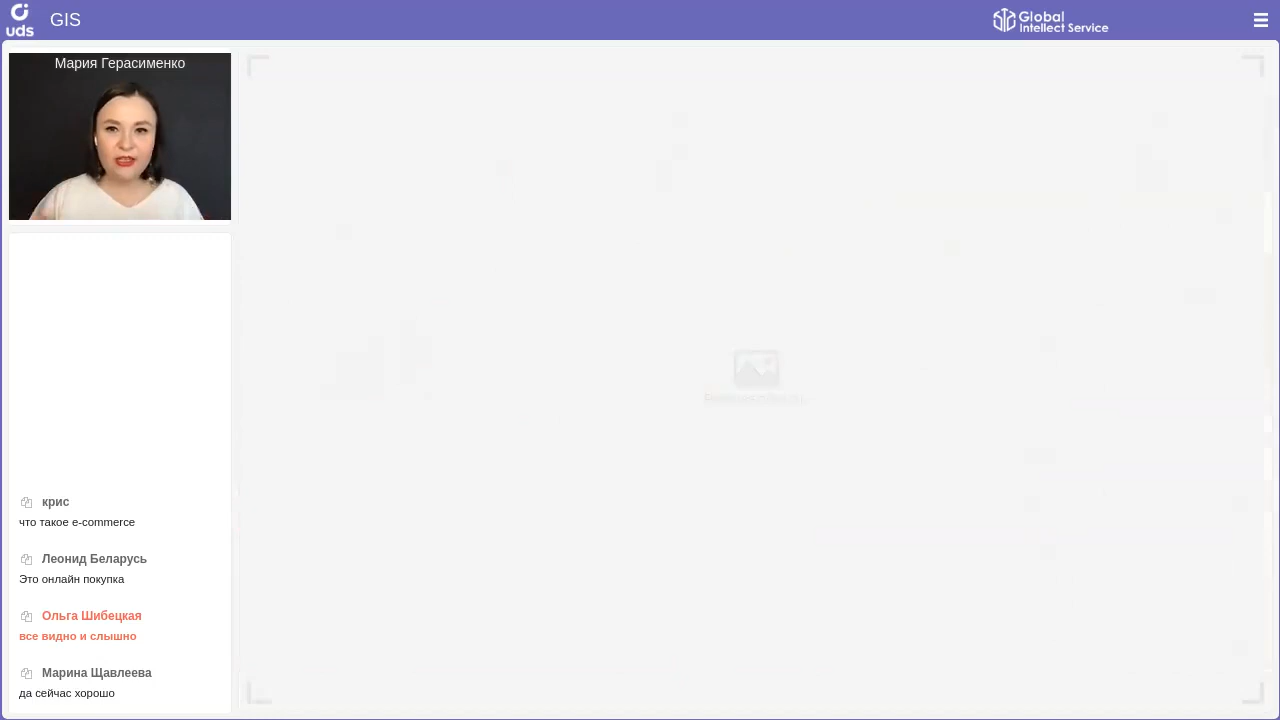 uds
GIS
Global
Intellect Service
Мария Герасименко
крис
что такое e-commerce
Леонид Беларусь
Это онлайн покупка
Ольга Шибецкая
все видно и слышно
Марина Щавлеева
да сейчас хорошо